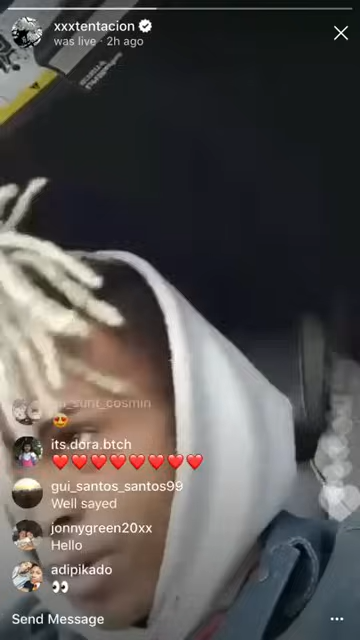 xxxtentacion
was live · 2h ago
its.dora.btch
❤️❤️❤️❤️❤️❤️❤️❤️
gui_santos_santos99
Well sayed
jonnygreen20xx
Hello
adipikado
👀
Send Message